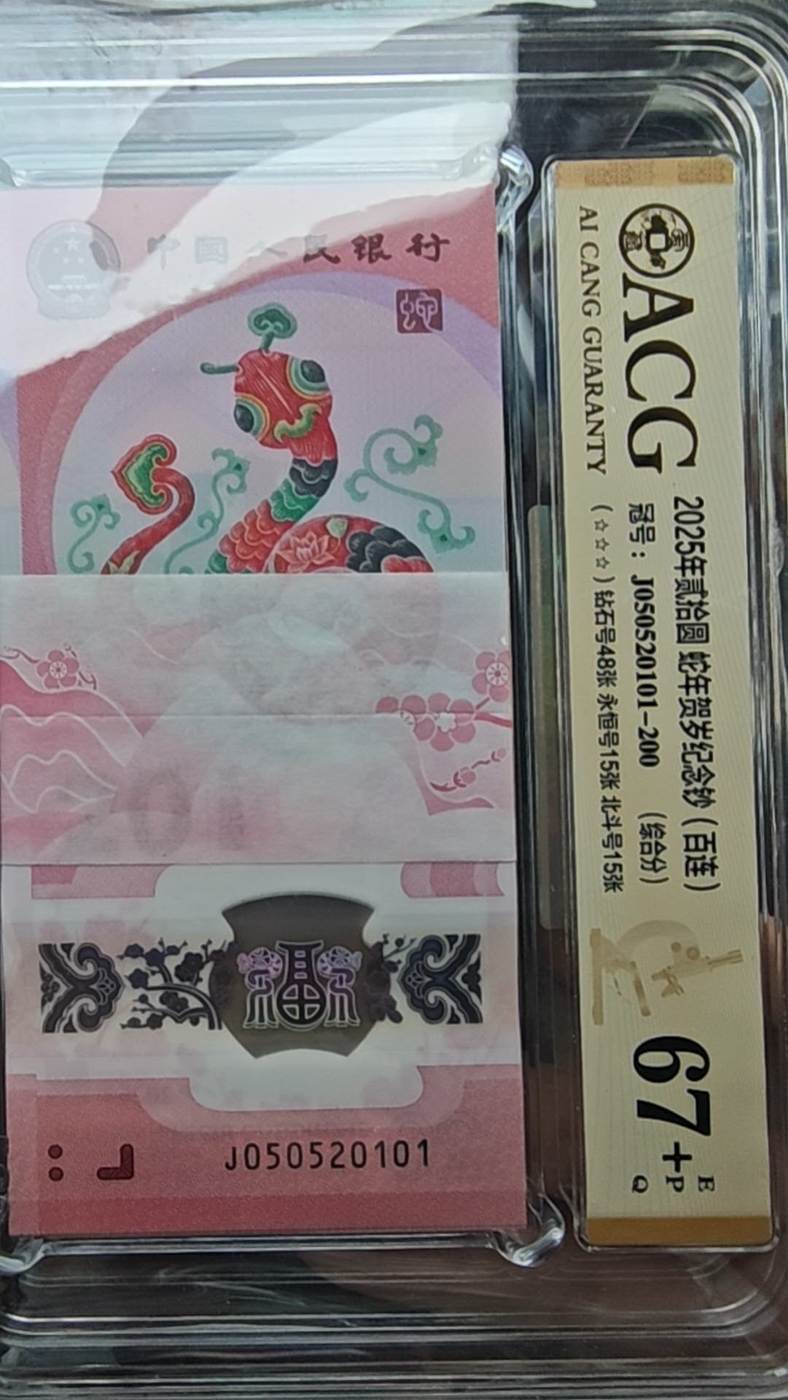 中國人民银行
蛇
福
J050520101
ACG
AI CANG GUARANTY
2025年贰拾圆 蛇年贺岁纪念钞(百连)
冠号：J050520101-200 (综合分)
(☆☆☆) 钻石号48张 永恒号15张 北斗号15张
67+
E
P
Q